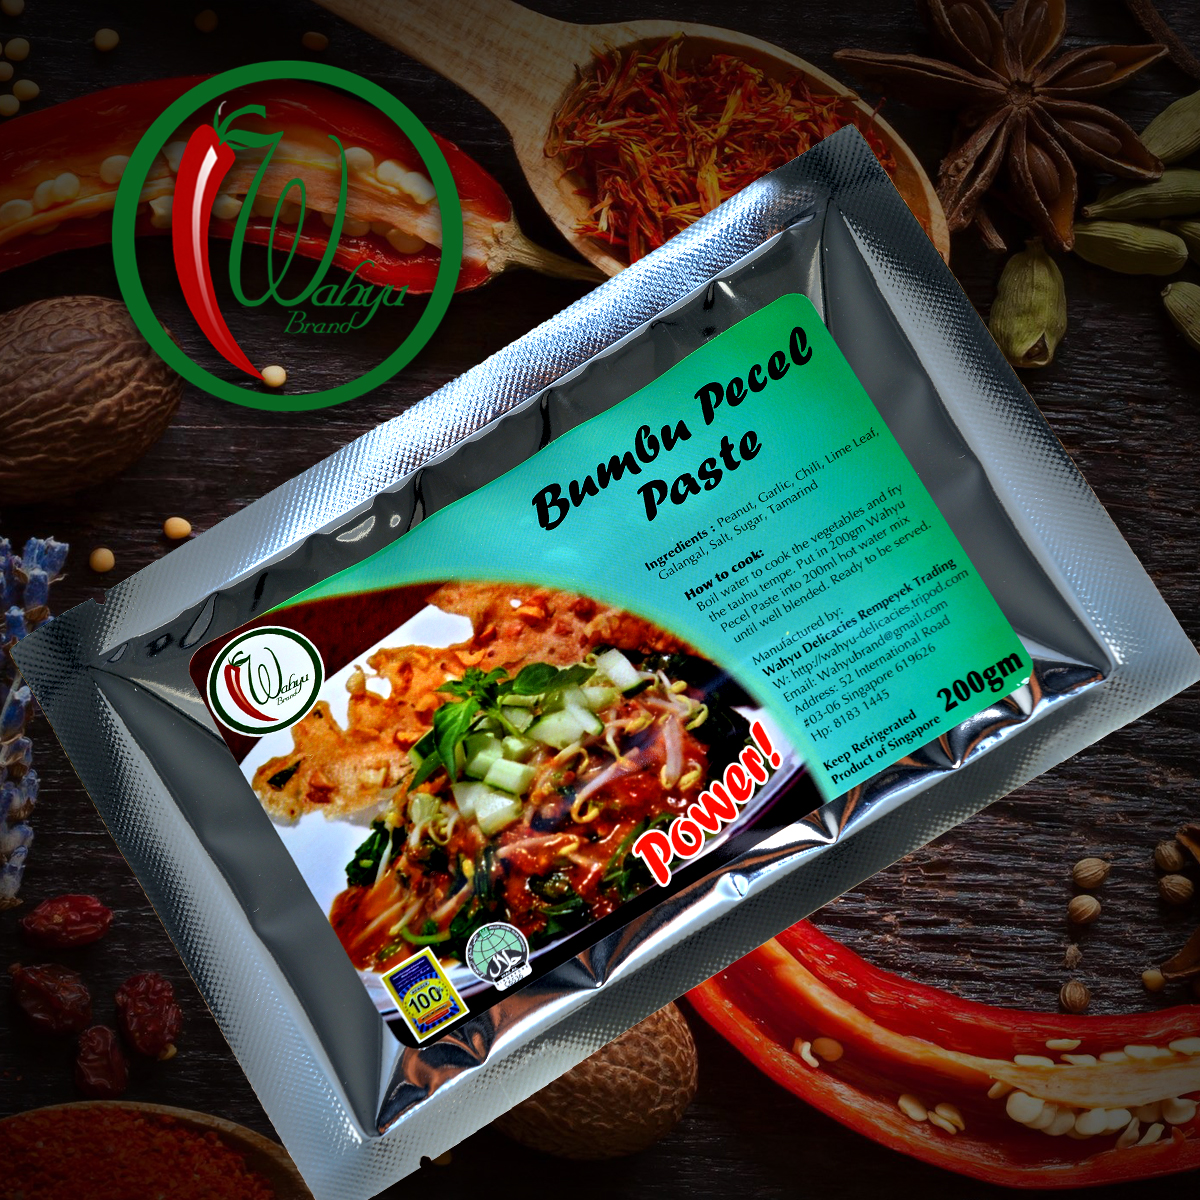 Wahyu
Brand
Bumbu Pecel
Paste
Ingredients : Peanut, Garlic, Chili, Lime Leaf,
Galangal, Salt, Sugar, Tamarind
How to cook:
Boil water to cook the vegetables and fry
the tauhu tempe. Put in 200gm Wahyu
Pecel Paste into 200ml hot water mix
until well blended. Ready to be served.
Manufactured by:
Wahyu Delicacies Rempeyek Trading
W: http://wahyu-delicacies.tripod.com
Email: Wahyubrand@gmail.com
Address: 52 International Road
#03-06 Singapore 619626
Hp: 8183 1445
Keep Refrigerated
Product of Singapore
200gm
Wahyu
Brand
Power!
100%